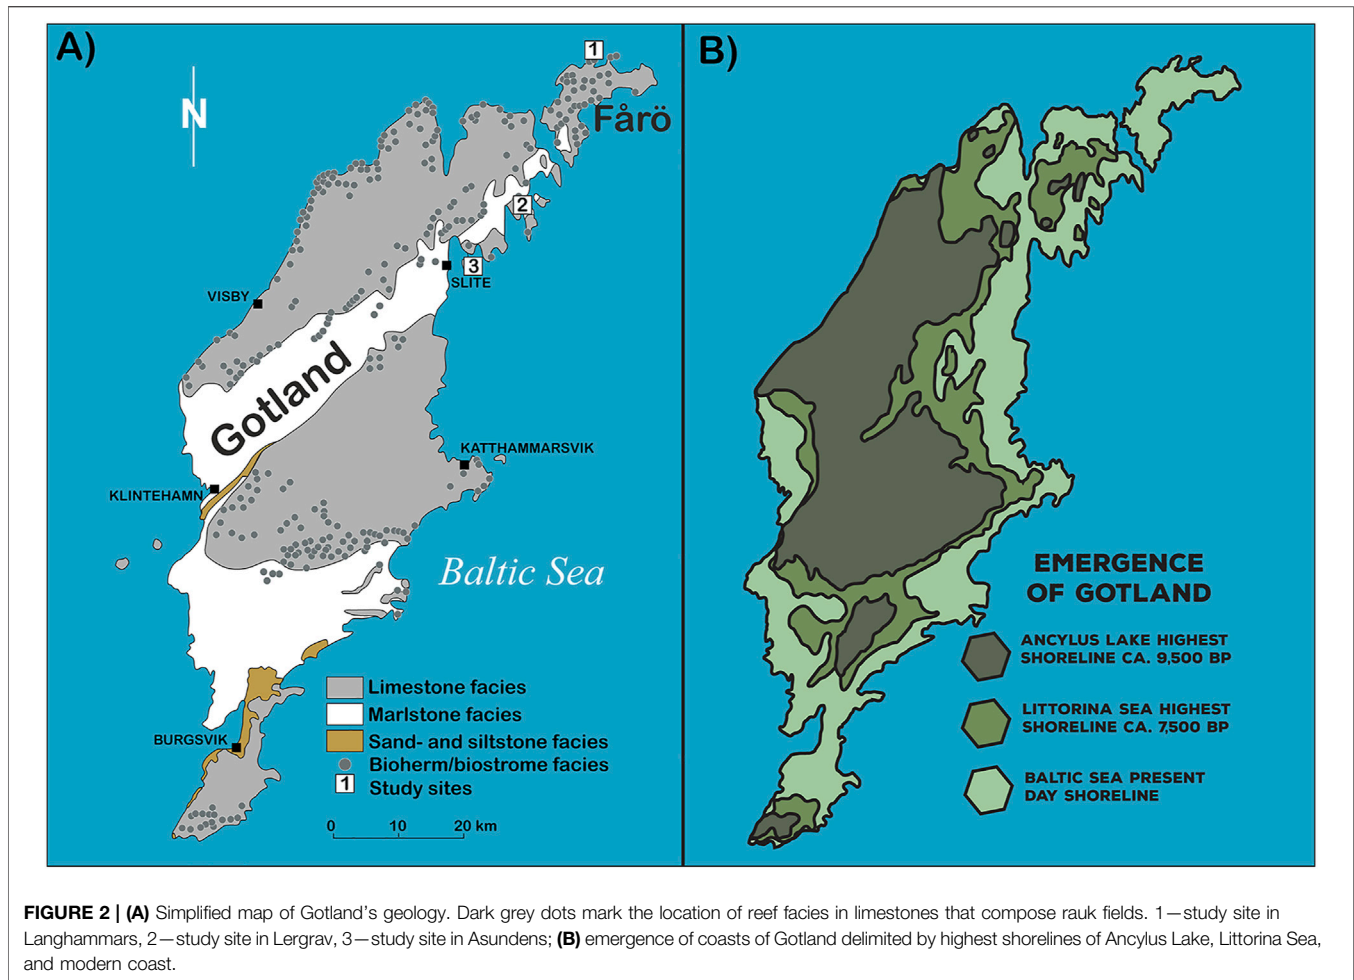 A)
N
1
Fårö
2
3
SLITE
VISBY
Gotland
KATTHAMMARSVIK
KLINTEHAMN
Baltic Sea
BURGSVIK
Limestone facies
Marlstone facies
Sand- and siltstone facies
Bioherm/biostrome facies
1 Study sites
0 10 20 km
B)
EMERGENCE
OF GOTLAND
ANCYLUS LAKE HIGHEST
SHORELINE CA. 9,500 BP
LITTORINA SEA HIGHEST
SHORELINE CA. 7,500 BP
BALTIC SEA PRESENT
DAY SHORELINE
FIGURE 2 | (A) Simplified map of Gotland's geology. Dark grey dots mark the location of reef facies in limestones that compose rauk fields. 1—study site in
Langhammars, 2—study site in Lergrav, 3—study site in Asundens; (B) emergence of coasts of Gotland delimited by highest shorelines of Ancylus Lake, Littorina Sea,
and modern coast.